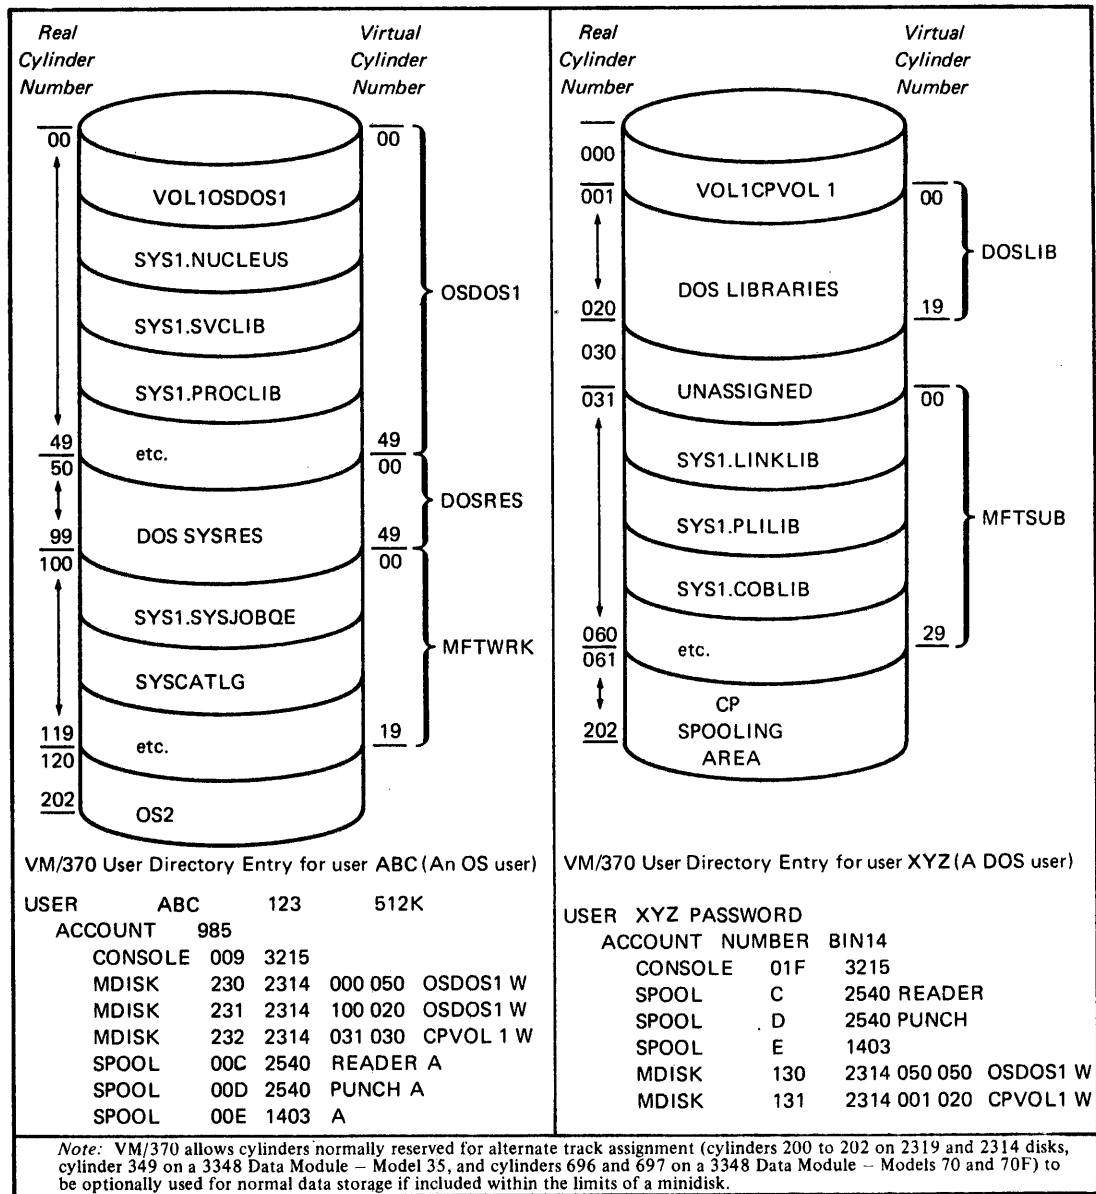 Real
Cylinder
Number
Virtual
Cylinder
Number
00
00
VOL1OSDOS1
SYS1.NUCLEUS
OSDOS1
SYS1.SVCLIB
SYS1.PROCLIB
49
etc.
49
50
00
DOSRES
99
DOS SYSRES
49
100
00
SYS1.SYSJOBQE
MFTWRK
SYSCATLG
119
etc.
19
120
202
OS2
VM/370 User Directory Entry for user ABC (An OS user)
USER ABC 123 512K
ACCOUNT 985
CONSOLE 009 3215
MDISK 230 2314 000 050 OSDOS1 W
MDISK 231 2314 100 020 OSDOS1 W
MDISK 232 2314 031 030 CPVOL 1 W
SPOOL 00C 2540 READER A
SPOOL 00D 2540 PUNCH A
SPOOL 00E 1403 A
Real
Cylinder
Number
Virtual
Cylinder
Number
000
VOL1CPVOL 1
001
00
DOSLIB
DOS LIBRARIES
020
19
030
UNASSIGNED
031
00
SYS1.LINKLIB
SYS1.PLILIB
MFTSUB
SYS1.COBLIB
060
etc.
29
061
CP
202
SPOOLING
AREA
VM/370 User Directory Entry for user XYZ (A DOS user)
USER XYZ PASSWORD
ACCOUNT NUMBER BIN14
CONSOLE 01F 3215
SPOOL C 2540 READER
SPOOL D 2540 PUNCH
SPOOL E 1403
MDISK 130 2314 050 050 OSDOS1 W
MDISK 131 2314 001 020 CPVOL1 W
Note: VM/370 allows cylinders normally reserved for alternate track assignment (cylinders 200 to 202 on 2319 and 2314 disks,
cylinder 349 on a 3348 Data Module – Model 35, and cylinders 696 and 697 on a 3348 Data Module – Models 70 and 70F) to
be optionally used for normal data storage if included within the limits of a minidisk.